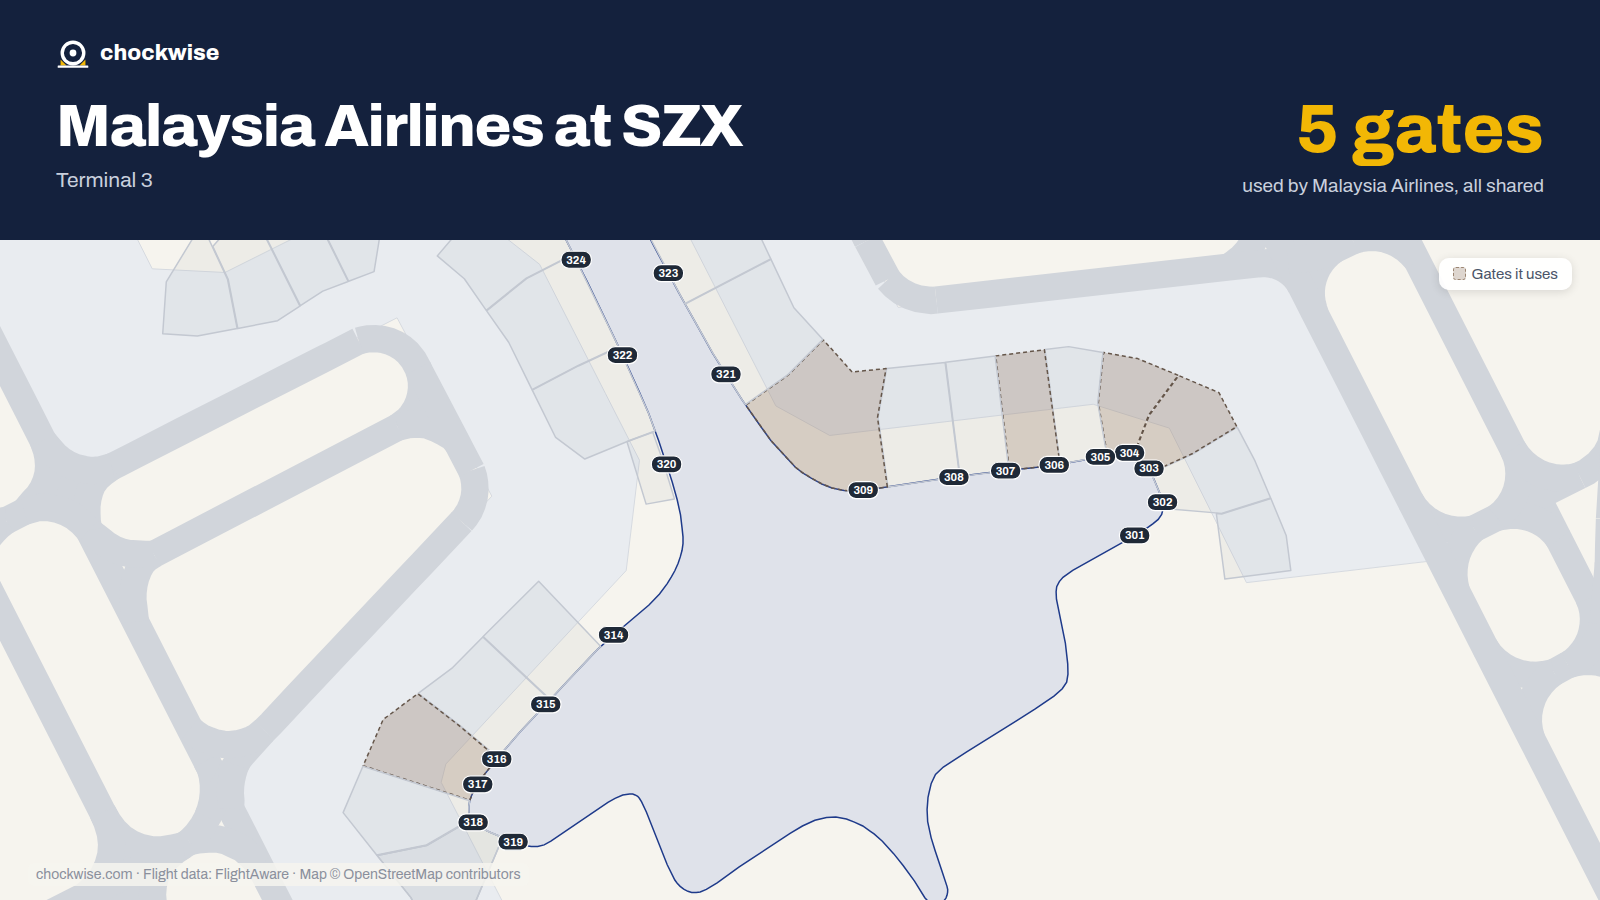 chockwise
Malaysia Airlines at SZX
Terminal 3
5 gates
used by Malaysia Airlines, all shared
Gates it uses
324
323
322
321
320
309
308
307
306
305
304
303
302
301
314
315
316
317
318
319
chockwise.com · Flight data: FlightAware · Map © OpenStreetMap contributors